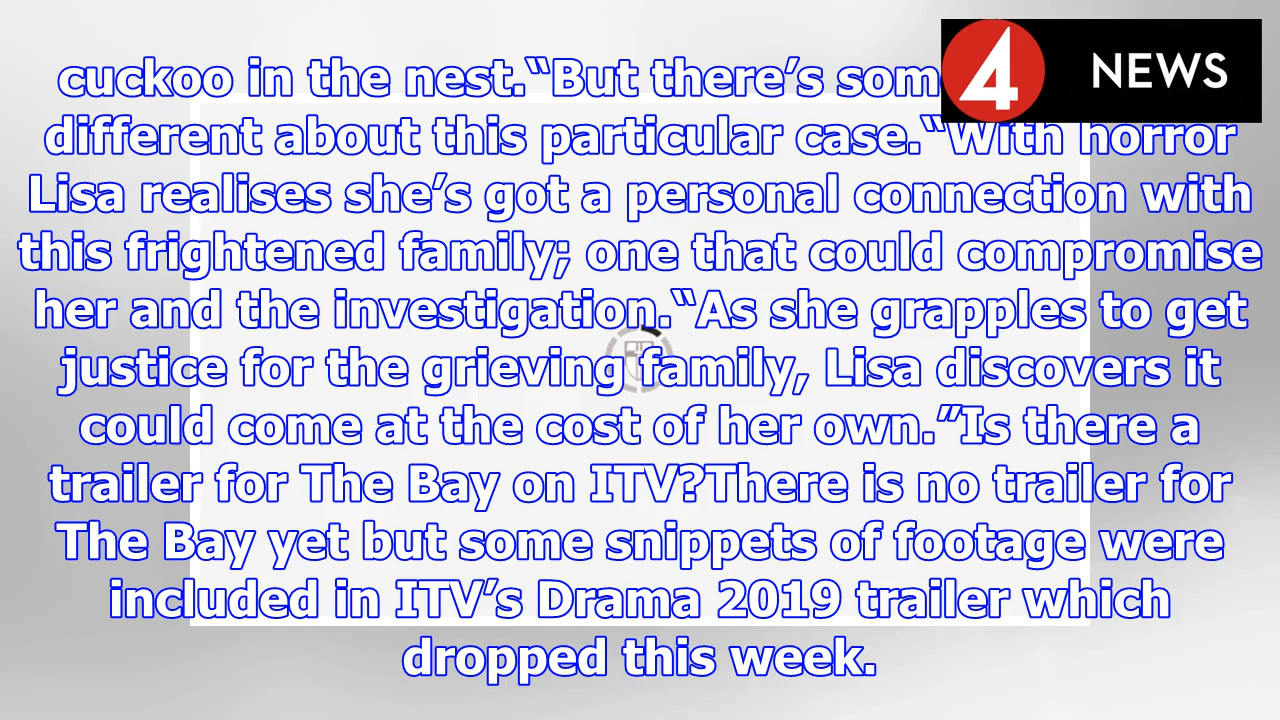 cuckoo in the nest.“But there’s som
different about this particular case.“With horror
Lisa realises she’s got a personal connection with
this frightened family; one that could compromise
her and the investigation.“As she grapples to get
justice for the grieving family, Lisa discovers it
could come at the cost of her own.”Is there a
trailer for The Bay on ITV?There is no trailer for
The Bay yet but some snippets of footage were
included in ITV’s Drama 2019 trailer which
dropped this week.
4 NEWS